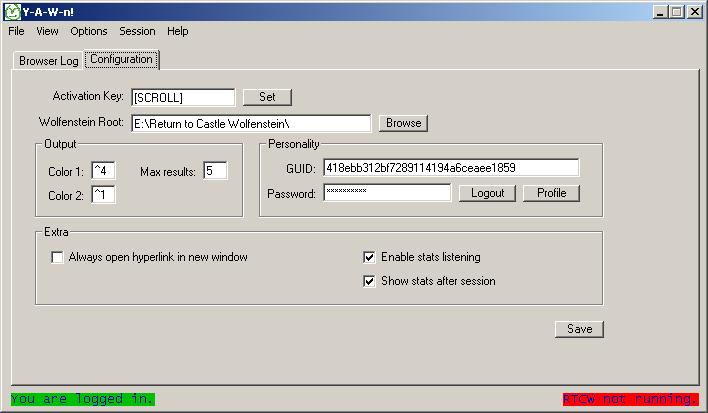 Y-A-W-n!
File View Options Session Help
Browser Log Configuration
Activation Key: [SCROLL] Set
Wolfenstein Root: E:\Return to Castle Wolfenstein\ Browse
Output
Color 1: ^4 Max results: 5
Color 2: ^1
Personality
GUID: 418ebb312bf7289114194a6ceaee1859
Password: ********** Logout Profile
Extra
Always open hyperlink in new window
Enable stats listening
Show stats after session
Save
You are logged in.
RTCW not running.